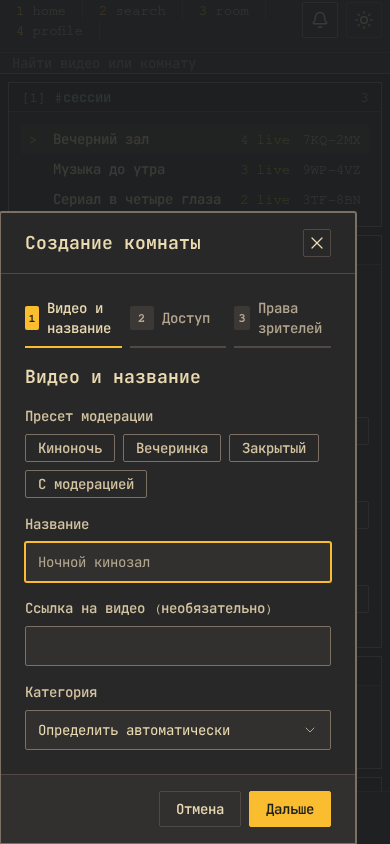 1 home 2 search 3 room
4 profile
Найти видео или комнату
[1] #сессии 3
> Вечерний зал 4 live 7KQ-2MX
Музыка до утра 3 live 9WF-4VZ
Сериал в четыре глаза 2 live 3TF-8BN
Создание комнаты
1 Видео и название
2 Доступ
3 Права зрителей
Видео и название
Пресет модерации
Киноночь Вечеринка Закрытый
С модерацией
Название
Ночной кинозал
Ссылка на видео (необязательно)
Категория
Определить автоматически
Отмена Дальше